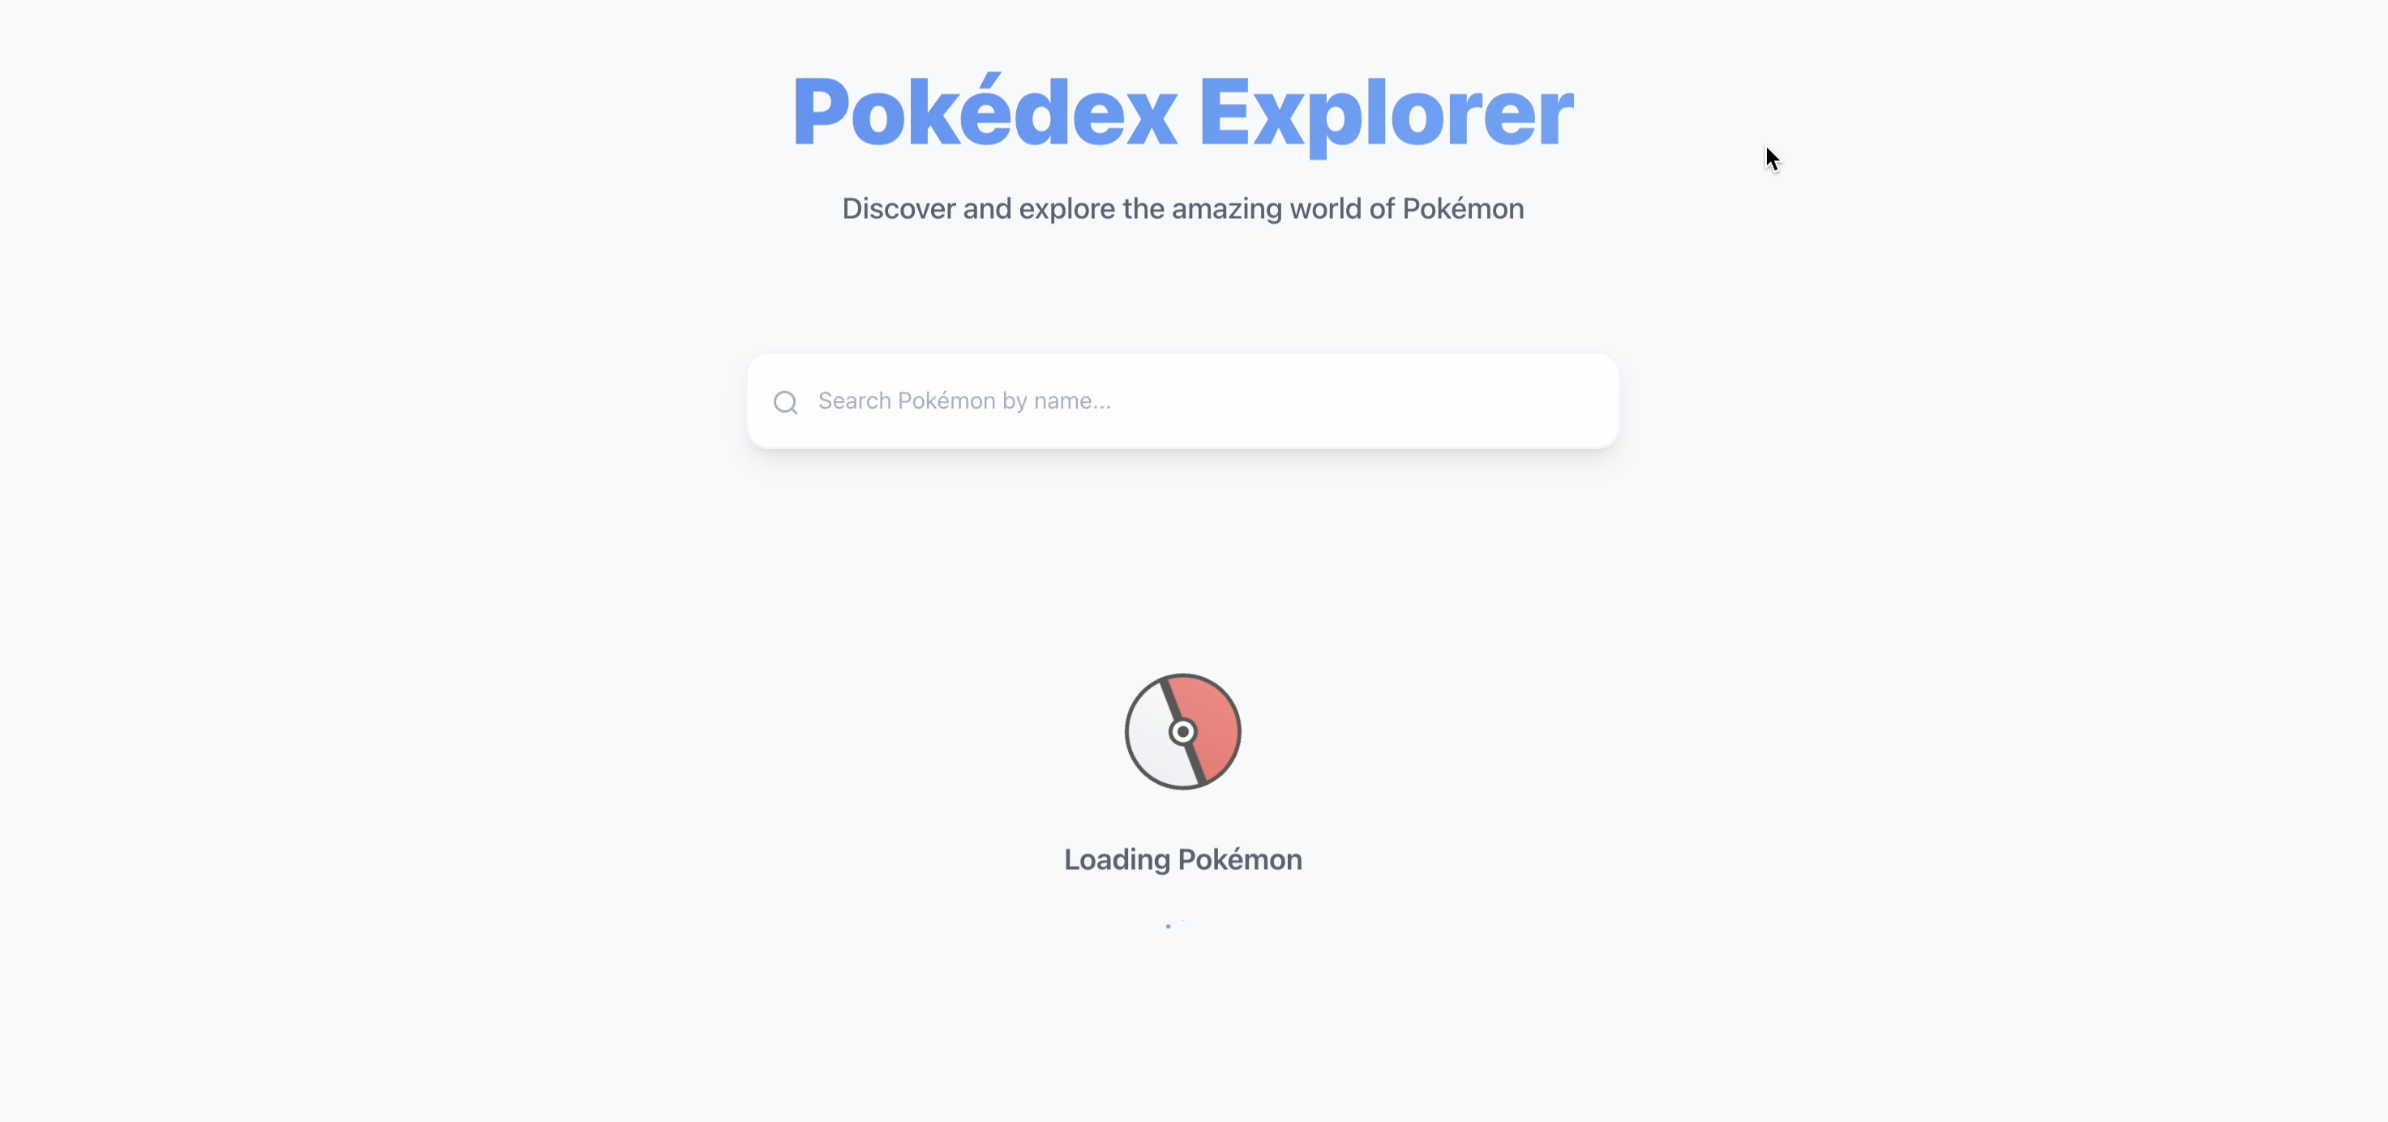 Pokédex Explorer
Discover and explore the amazing world of Pokémon
Search Pokémon by name...
Loading Pokémon